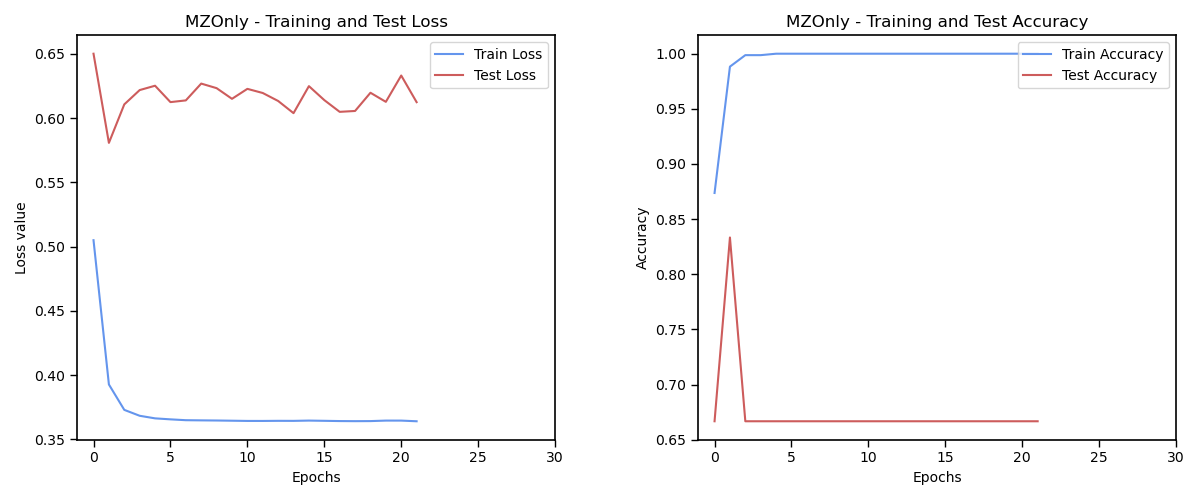 MZOnly - Training and Test Loss
Train Loss
Test Loss
0.65
0.60
0.55
0.50
0.45
0.40
0.35
Loss value
0
5
10
15
20
25
30
Epochs
MZOnly - Training and Test Accuracy
Train Accuracy
Test Accuracy
1.00
0.95
0.90
0.85
0.80
0.75
0.70
0.65
Accuracy
0
5
10
15
20
25
30
Epochs